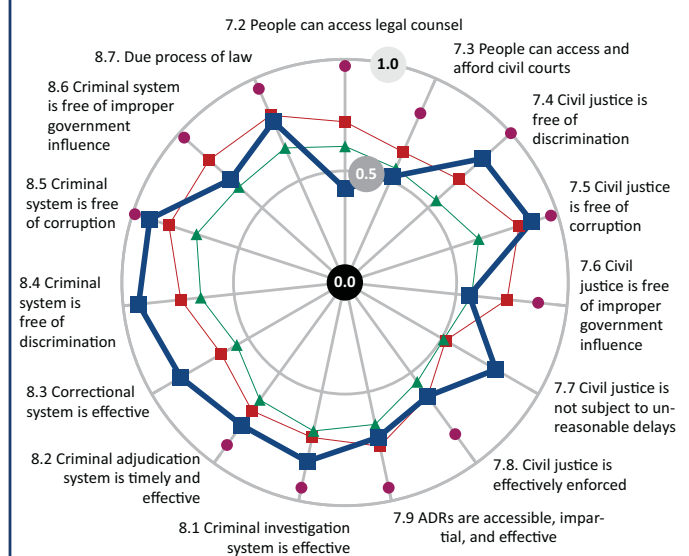 7.2 People can access legal counsel
7.3 People can access and
afford civil courts
7.4 Civil justice is
free of
discrimination
7.5 Civil justice
is free of
corruption
7.6 Civil
justice is free
of improper
government
influence
7.7 Civil justice is
not subject to un-
reasonable delays
7.8. Civil justice is
effectively enforced
7.9 ADRs are accessible, impar-
tial, and effective
8.1 Criminal investigation
system is effective
8.2 Criminal adjudication
system is timely and
effective
8.3 Correctional
system is effective
8.4 Criminal
system is
free of
discrimination
8.5 Criminal
system is free
of corruption
8.6 Criminal system
is free of improper
government
influence
8.7. Due process of law
1.0
0.5
0.0